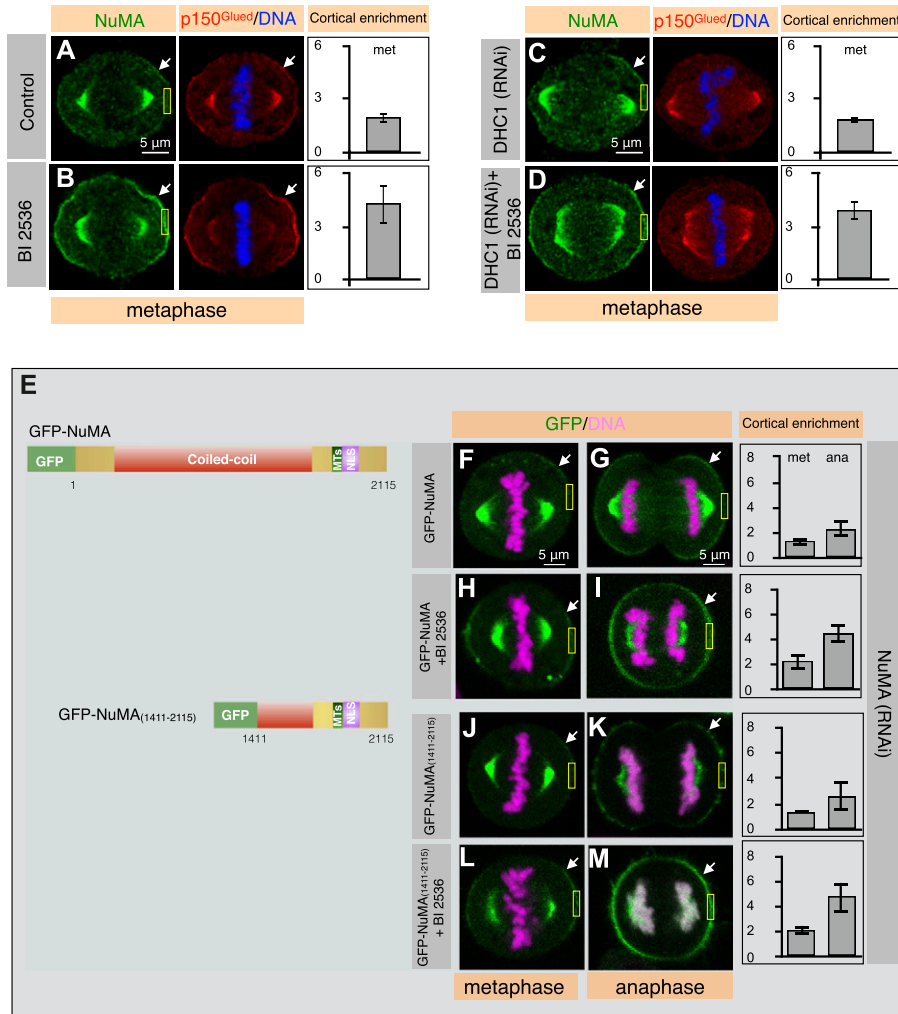 NuMA
p150Glued/DNA
Cortical enrichment
Control
A
5 µm
6
met
3
0
BI 2536
B
6
3
0
metaphase
NuMA
p150Glued/DNA
Cortical enrichment
DHC1 (RNAi)
C
5 µm
6
met
3
0
DHC1 (RNAi)+
BI 2536
D
6
3
0
metaphase
E
GFP/DNA
Cortical enrichment
GFP-NuMA
GFP
Coiled-coil
MTs
NLS
1
2115
GFP-NuMA
F
5 µm
G
5 µm
8
met
ana
6
4
2
0
GFP-NuMA
+BI 2536
H
I
8
6
4
2
0
GFP-NuMA(1411-2115)
GFP
MTs
NLS
1411
2115
GFP-NuMA(1411-2115)
J
K
8
6
4
2
0
GFP-NuMA(1411-2115)
+ BI 2536
L
M
8
6
4
2
0
NuMA (RNAi)
metaphase
anaphase